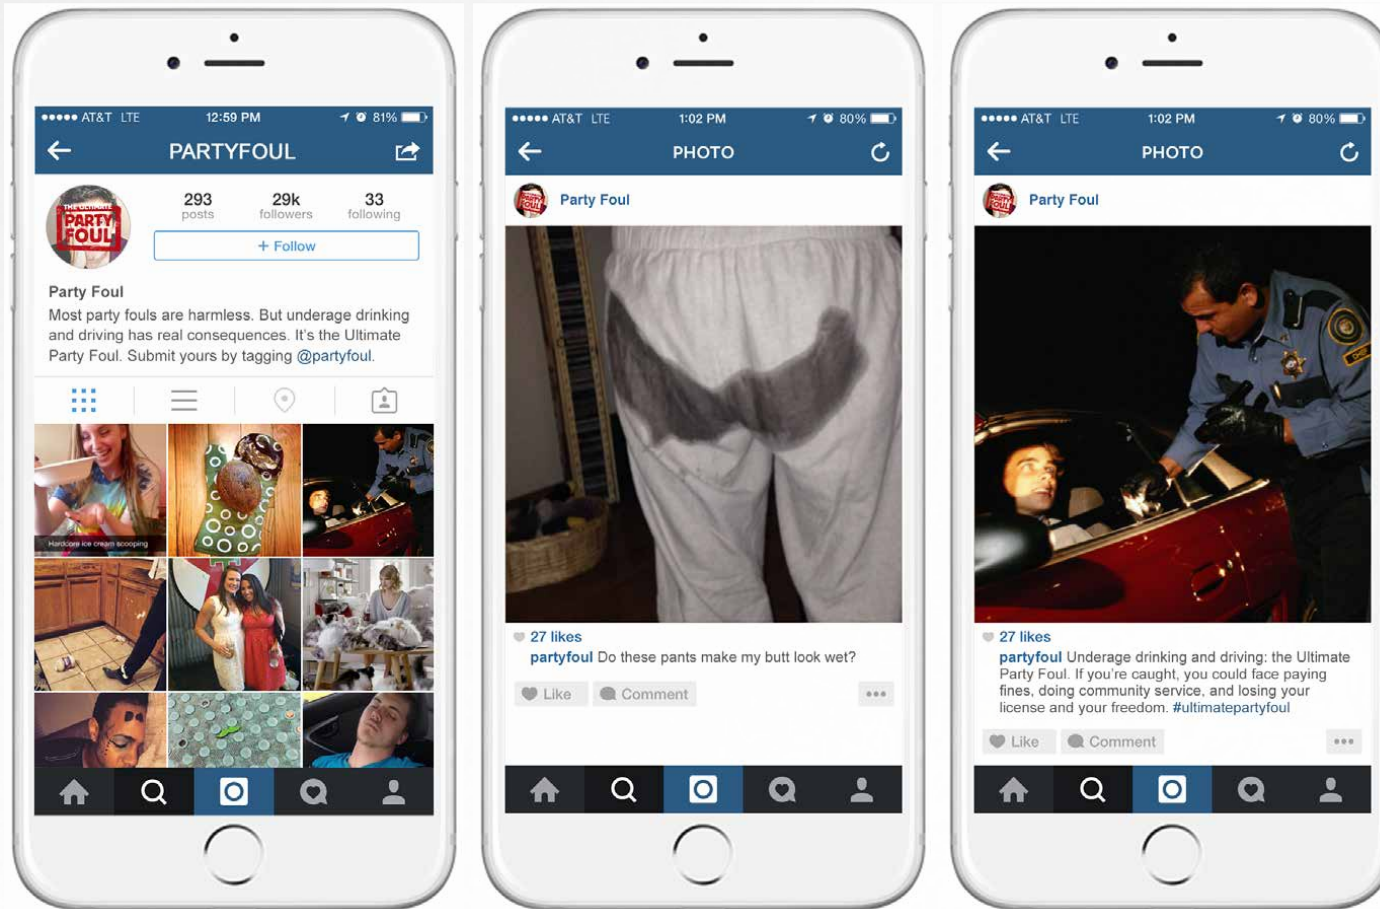 AT&T LTE 12:59 PM 81%
PARTYFOUL
THE ULTIMATE
PARTY
FOUL
293 29k 33
posts followers following
+ Follow
Party Foul
Most party fouls are harmless. But underage drinking
and driving has real consequences. It's the Ultimate
Party Foul. Submit yours by tagging @partyfoul.
Hardcore ice cream scooping
AT&T LTE 1:02 PM 80%
PHOTO
Party Foul
27 likes
partyfoul Do these pants make my butt look wet?
Like Comment
AT&T LTE 1:02 PM 80%
PHOTO
Party Foul
27 likes
partyfoul Underage drinking and driving: the Ultimate
Party Foul. If you're caught, you could face paying
fines, doing community service, and losing your
license and your freedom. #ultimatepartyfoul
Like Comment